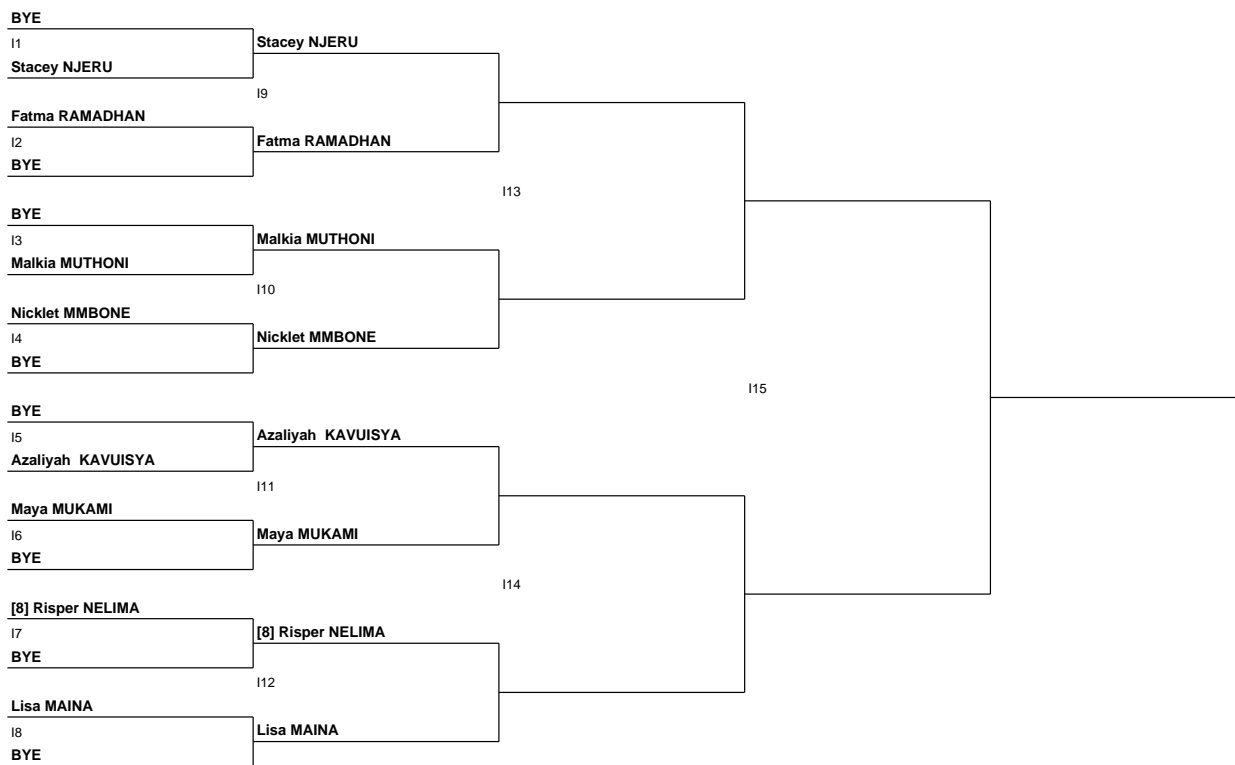 BYE
I1
Stacey NJERU
Stacey NJERU
I9
Fatma RAMADHAN
I2
Fatma RAMADHAN
BYE
I13
BYE
I3
Malkia MUTHONI
Malkia MUTHONI
I10
Nicklet MMBONE
I4
Nicklet MMBONE
BYE
I15
BYE
I5
Azaliyah  KAVUISYA
Azaliyah  KAVUISYA
I11
Maya MUKAMI
I6
Maya MUKAMI
BYE
I14
[8] Risper NELIMA
I7
[8] Risper NELIMA
BYE
I12
Lisa MAINA
I8
Lisa MAINA
BYE